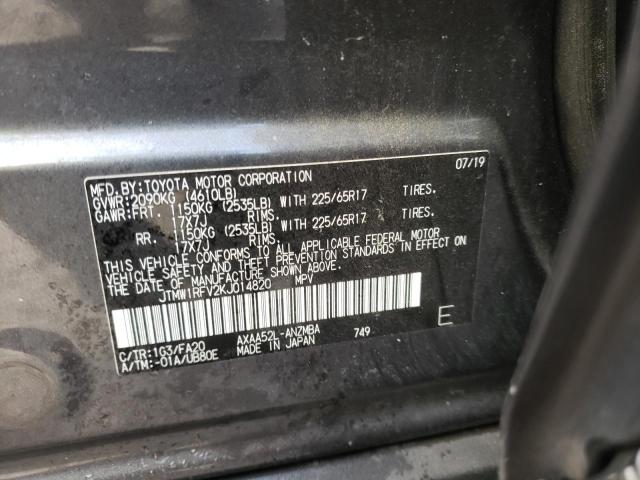 07/19
MFD. BY: TOYOTA MOTOR CORPORATION
GVWR: 2090KG (4610LB)
GAWR: FRT. 1150KG (2535LB) WITH 225/65R17 TIRES.
17X7J RIMS.
RR. 1150KG (2535LB) WITH 225/65R17 TIRES.
17X7J RIMS.
THIS VEHICLE CONFORMS TO ALL APPLICABLE FEDERAL MOTOR
VEHICLE SAFETY AND THEFT PREVENTION STANDARDS IN EFFECT
ON THE DATE OF MANUFACTURE SHOWN ABOVE.
JTMW1RFV2KJ014820 MPV
E
C/TR: 1G3/FA20 AXAA52L-ANZMBA 749
A/TM: -01A/UB80E MADE IN JAPAN